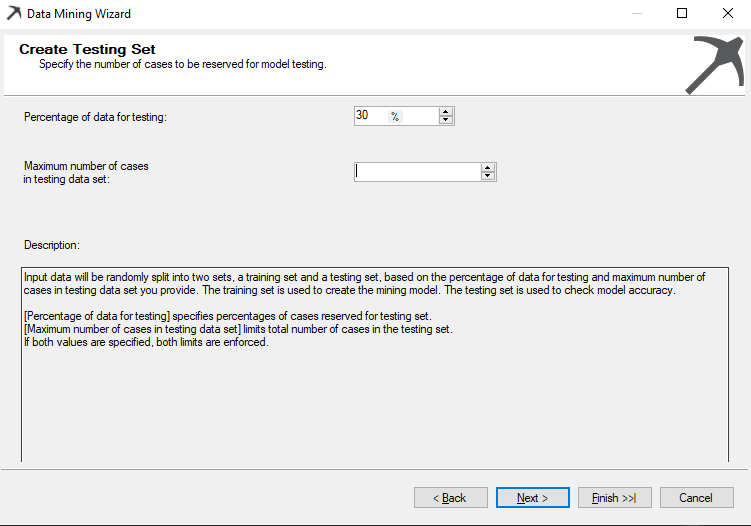 Data Mining Wizard
Create Testing Set
Specify the number of cases to be reserved for model testing.
Percentage of data for testing:
30 %
Maximum number of cases
in testing data set:
Description:
Input data will be randomly split into two sets, a training set and a testing set, based on the percentage of data for testing and maximum number of
cases in testing data set you provide. The training set is used to create the mining model. The testing set is used to check model accuracy.
[Percentage of data for testing] specifies percentages of cases reserved for testing set.
[Maximum number of cases in testing data set] limits total number of cases in the testing set.
If both values are specified, both limits are enforced.
< Back
Next >
Finish >>|
Cancel